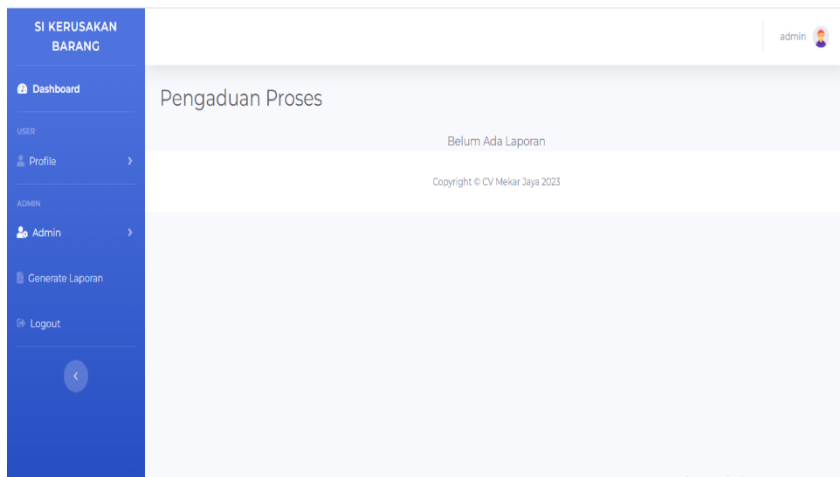 SI KERUSAKAN
BARANG
admin
Dashboard
Pengaduan Proses
USER
Belum Ada Laporan
Profile
Copyright © CV Mekar Jaya 2023
ADMIN
Admin
Generate Laporan
Logout